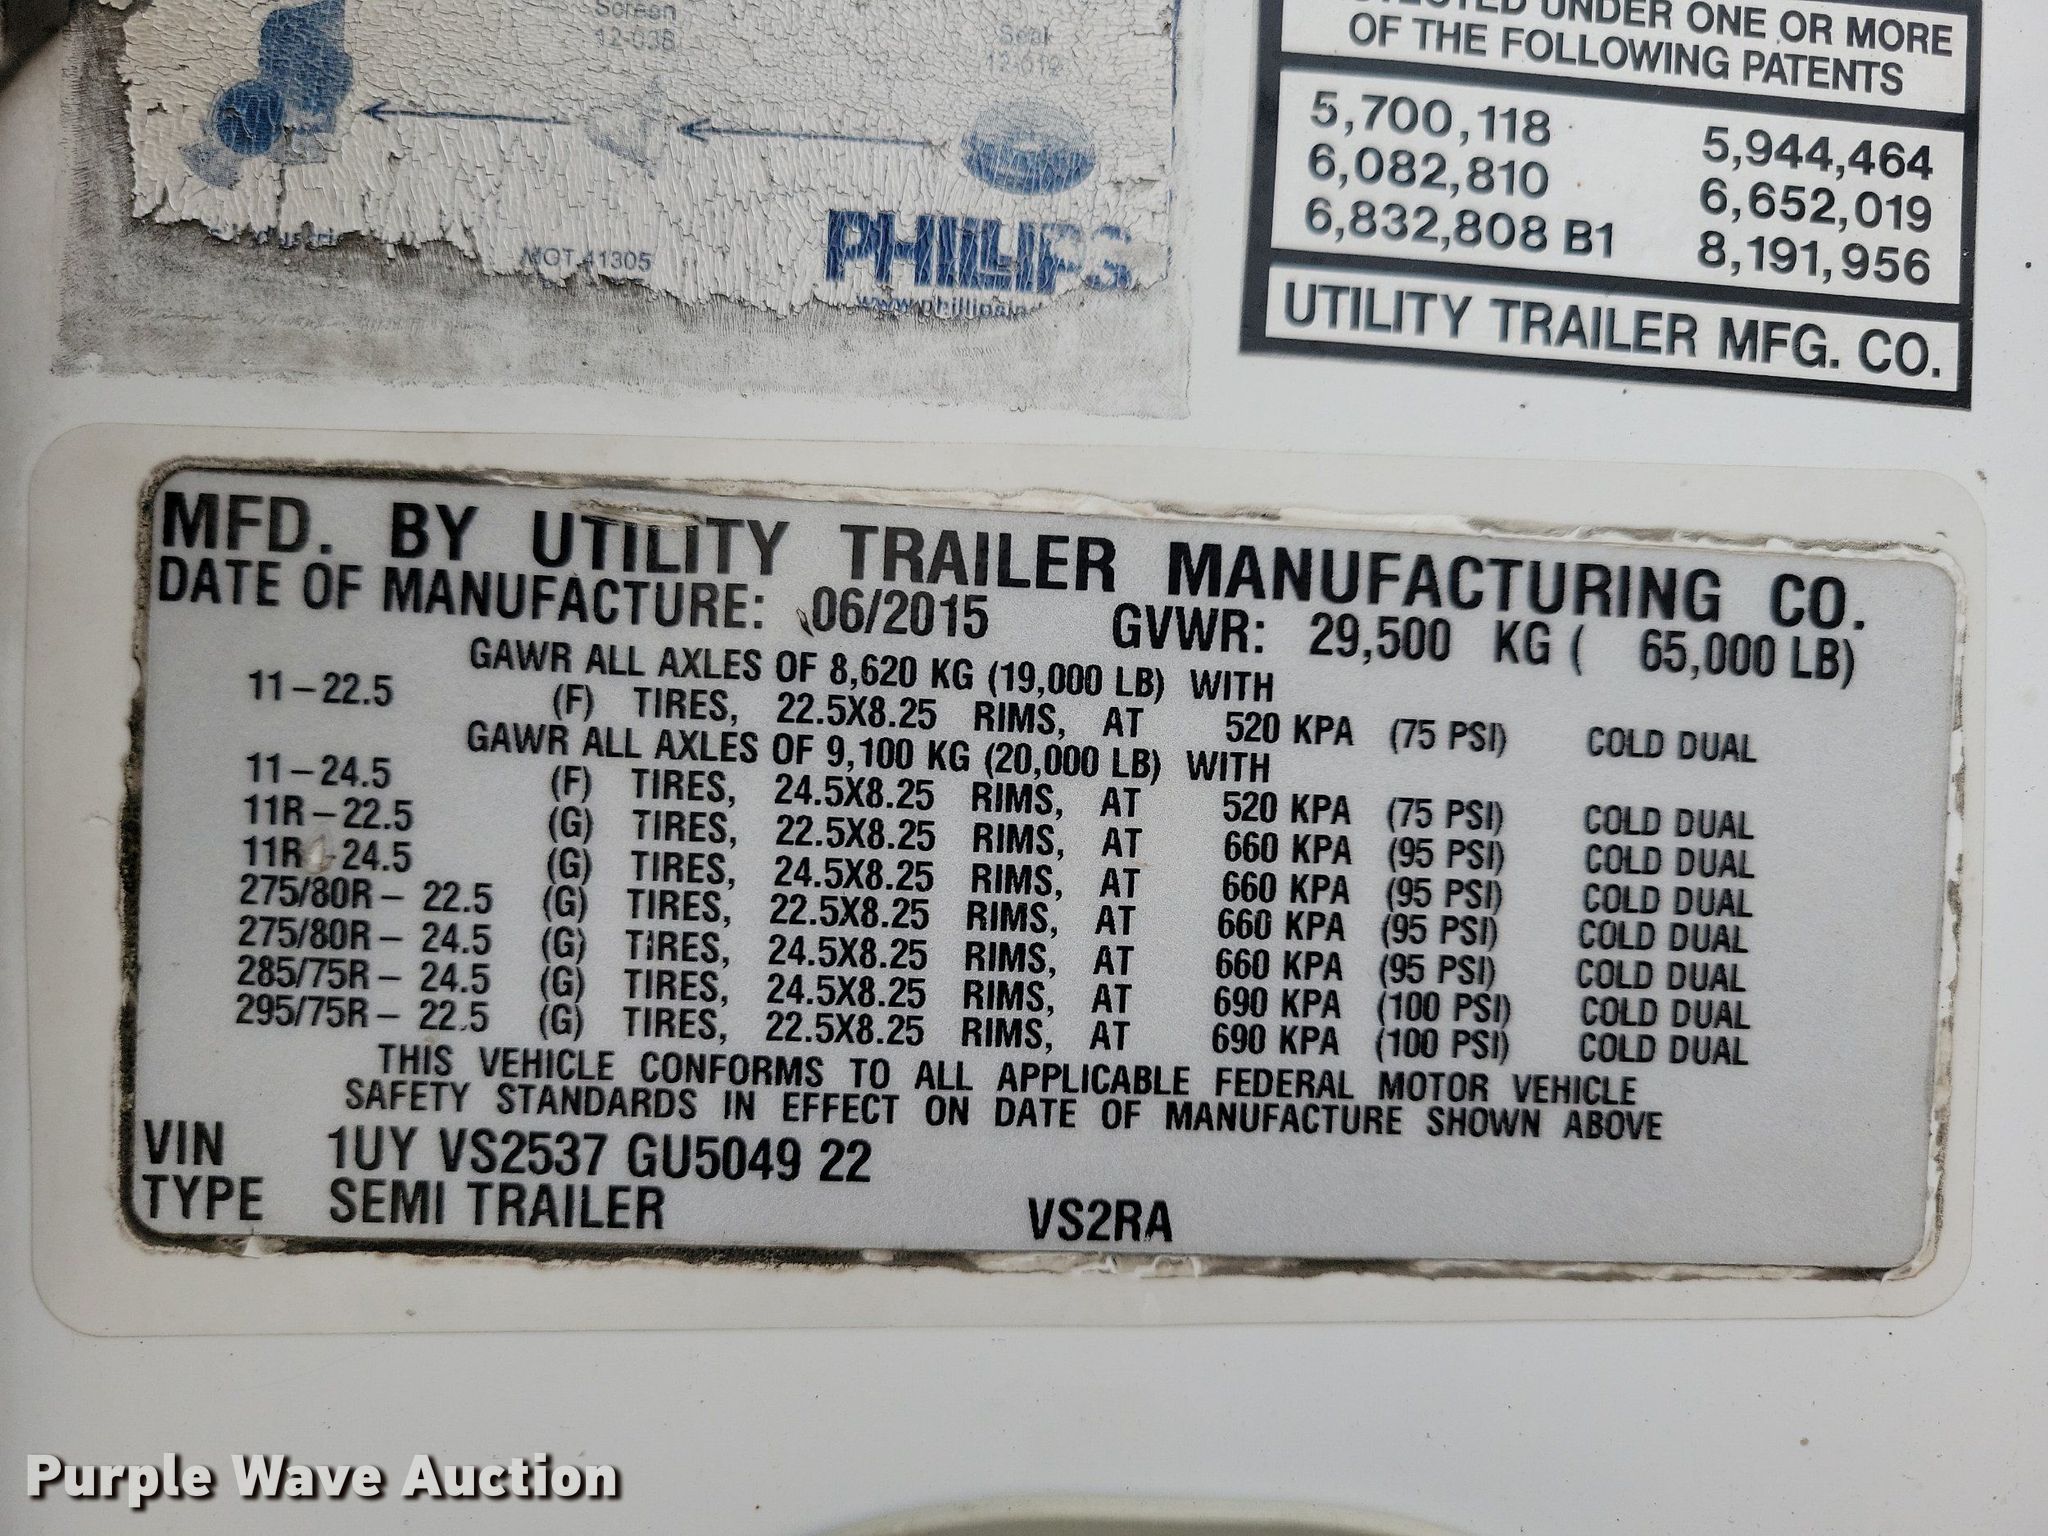 Screen
12-038
Seal
12-019
MOT 41305
PHILLIPS
UNDER ONE OR MORE
OF THE FOLLOWING PATENTS
5,700,118 5,944,464
6,082,810 6,652,019
6,832,808 B1 8,191,956
UTILITY TRAILER MFG. CO.
MFD. BY UTILITY TRAILER MANUFACTURING CO.
DATE OF MANUFACTURE: 06/2015 GVWR: 29,500 KG ( 65,000 LB)
GAWR ALL AXLES OF 8,620 KG (19,000 LB) WITH
11-22.5 (F) TIRES, 22.5X8.25 RIMS, AT 520 KPA (75 PSI) COLD DUAL
GAWR ALL AXLES OF 9,100 KG (20,000 LB) WITH
11-24.5 (F) TIRES, 24.5X8.25 RIMS, AT 520 KPA (75 PSI) COLD DUAL
11R-22.5 (G) TIRES, 22.5X8.25 RIMS, AT 660 KPA (95 PSI) COLD DUAL
11R-24.5 (G) TIRES, 24.5X8.25 RIMS, AT 660 KPA (95 PSI) COLD DUAL
275/80R- 22.5 (G) TIRES, 22.5X8.25 RIMS, AT 660 KPA (95 PSI) COLD DUAL
275/80R- 24.5 (G) TIRES, 24.5X8.25 RIMS, AT 660 KPA (95 PSI) COLD DUAL
285/75R- 24.5 (G) TIRES, 24.5X8.25 RIMS, AT 690 KPA (100 PSI) COLD DUAL
295/75R- 22.5 (G) TIRES, 22.5X8.25 RIMS, AT 690 KPA (100 PSI) COLD DUAL
THIS VEHICLE CONFORMS TO ALL APPLICABLE FEDERAL MOTOR VEHICLE
SAFETY STANDARDS IN EFFECT ON DATE OF MANUFACTURE SHOWN ABOVE
VIN 1UY VS2537 GU5049 22
TYPE SEMI TRAILER VS2RA
Purple Wave Auction